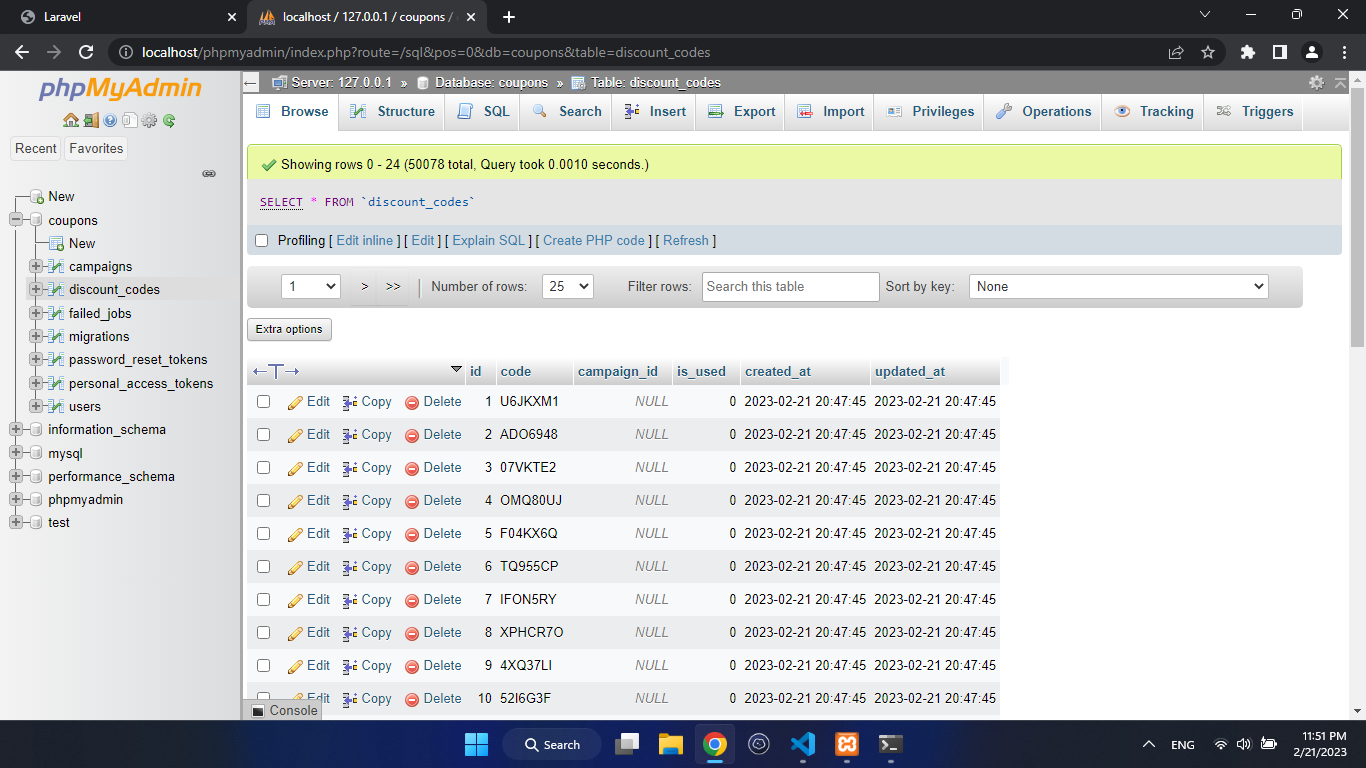 Laravel
localhost / 127.0.0.1 / coupons /
localhost/phpmyadmin/index.php?route=/sql&pos=0&db=coupons&table=discount_codes
phpMyAdmin
Recent Favorites
New
coupons
New
campaigns
discount_codes
failed_jobs
migrations
password_reset_tokens
personal_access_tokens
users
information_schema
mysql
performance_schema
phpmyadmin
test
Server: 127.0.0.1 » Database: coupons » Table: discount_codes
Browse Structure SQL Search Insert Export Import Privileges Operations Tracking Triggers
Showing rows 0 - 24 (50078 total, Query took 0.0010 seconds.)
SELECT * FROM `discount_codes`
Profiling [ Edit inline ] [ Edit ] [ Explain SQL ] [ Create PHP code ] [ Refresh ]
1 > >> | Number of rows: 25 Filter rows: Search this table Sort by key: None
Extra options
←T→ id code campaign_id is_used created_at updated_at
Edit Copy Delete 1 U6JKXM1 NULL 0 2023-02-21 20:47:45 2023-02-21 20:47:45
Edit Copy Delete 2 ADO6948 NULL 0 2023-02-21 20:47:45 2023-02-21 20:47:45
Edit Copy Delete 3 07VKTE2 NULL 0 2023-02-21 20:47:45 2023-02-21 20:47:45
Edit Copy Delete 4 OMQ80UJ NULL 0 2023-02-21 20:47:45 2023-02-21 20:47:45
Edit Copy Delete 5 F04KX6Q NULL 0 2023-02-21 20:47:45 2023-02-21 20:47:45
Edit Copy Delete 6 TQ955CP NULL 0 2023-02-21 20:47:45 2023-02-21 20:47:45
Edit Copy Delete 7 IFON5RY NULL 0 2023-02-21 20:47:45 2023-02-21 20:47:45
Edit Copy Delete 8 XPHCR7O NULL 0 2023-02-21 20:47:45 2023-02-21 20:47:45
Edit Copy Delete 9 4XQ37LI NULL 0 2023-02-21 20:47:45 2023-02-21 20:47:45
Edit Copy Delete 10 52I6G3F NULL 0 2023-02-21 20:47:45 2023-02-21 20:47:45
Console
Search
ENG
11:51 PM
2/21/2023